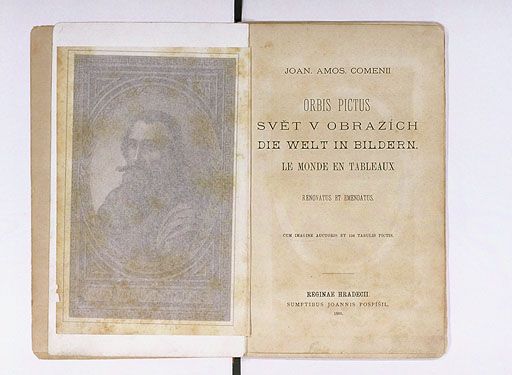 JOAN. AMOS. COMENII
ORBIS PICTUS
SVĚT V OBRAZÍCH
DIE WELT IN BILDERN.
LE MONDE EN TABLEAUX
RENOVATUS ET EMENDATUS.
CUM IMAGINE AUCTORIS ET TABULIS PICTIS.
REGINAE HRADECII.
SUMPTIBUS JOANNIS POSPÍŠIL.